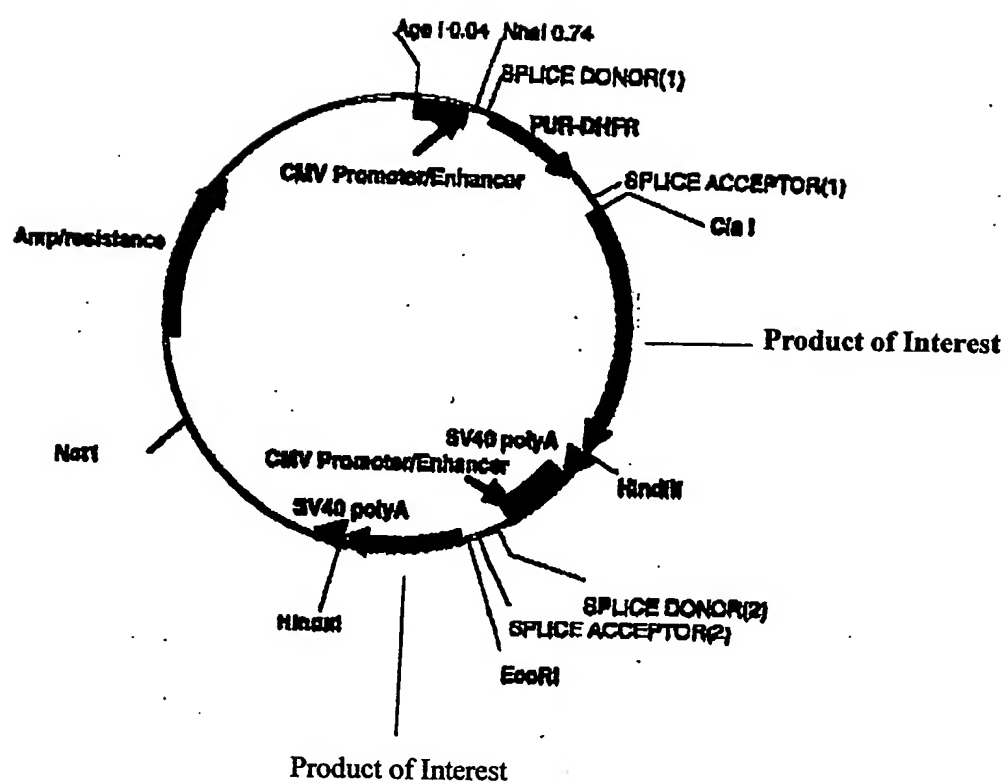 Age I 0.04
NheI 0.74
SPLICE DONOR(1)
PUR-DHFR
CMV Promoter/Enhancer
SPLICE ACCEPTOR(1)
Cla I
Amp/resistance
Product of Interest
SV40 polyA
CMV Promoter/Enhancer
HindIII
NotI
SV40 polyA
HindIII
SPLICE DONOR(2)
SPLICE ACCEPTOR(2)
EcoRI
Product of Interest